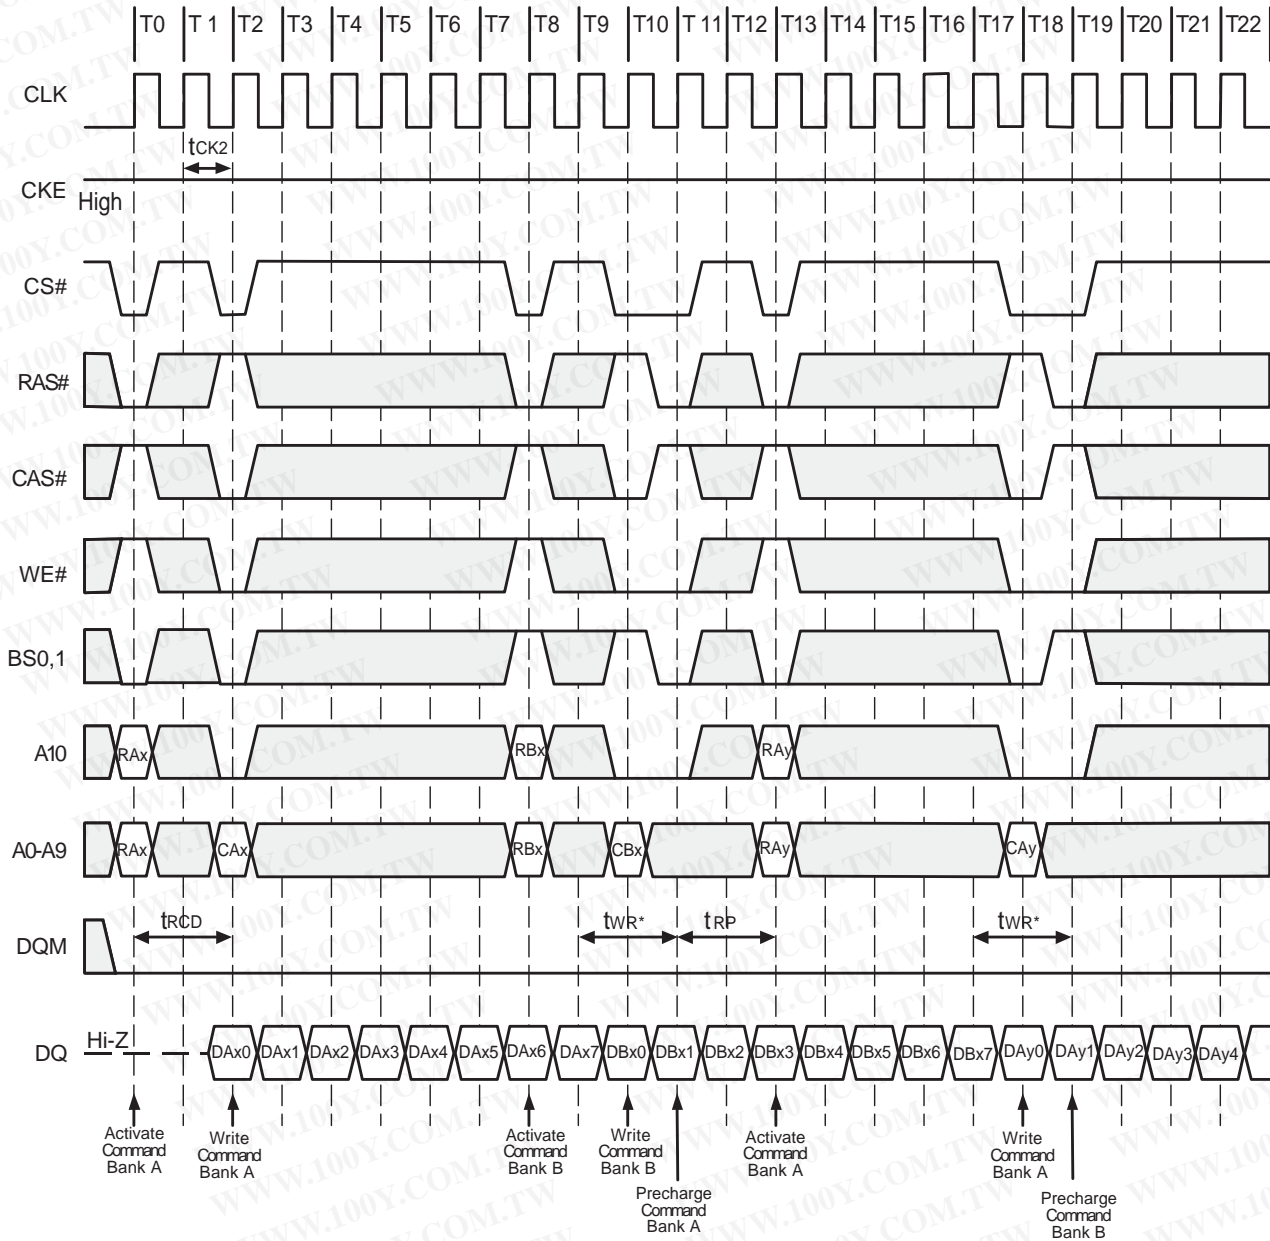 T0 T 1 T2 T3 T4 T5 T6 T7 T8 T9 T10 T 11 T12 T13 T14 T15 T16 T17 T18 T19 T20 T21 T22
CLK
tCK2
CKE
High
CS#
RAS#
CAS#
WE#
BS0,1
A10 RAx RBx RAy
A0-A9 RAx CAx RBx CBx RAy CAy
tRCD tWR* tRP tWR*
DQM
Hi-Z
DQ DAx0 DAx1 DAx2 DAx3 DAx4 DAx5 DAx6 DAx7 DBx0 DBx1 DBx2 DBx3 DBx4 DBx5 DBx6 DBx7 DAy0 DAy1 DAy2 DAy3 DAy4
Activate
Command
Bank A
Write
Command
Bank A
Activate
Command
Bank B
Write
Command
Bank B
Precharge
Command
Bank A
Activate
Command
Bank A
Write
Command
Bank A
Precharge
Command
Bank B
WWW.100Y.COM.TW